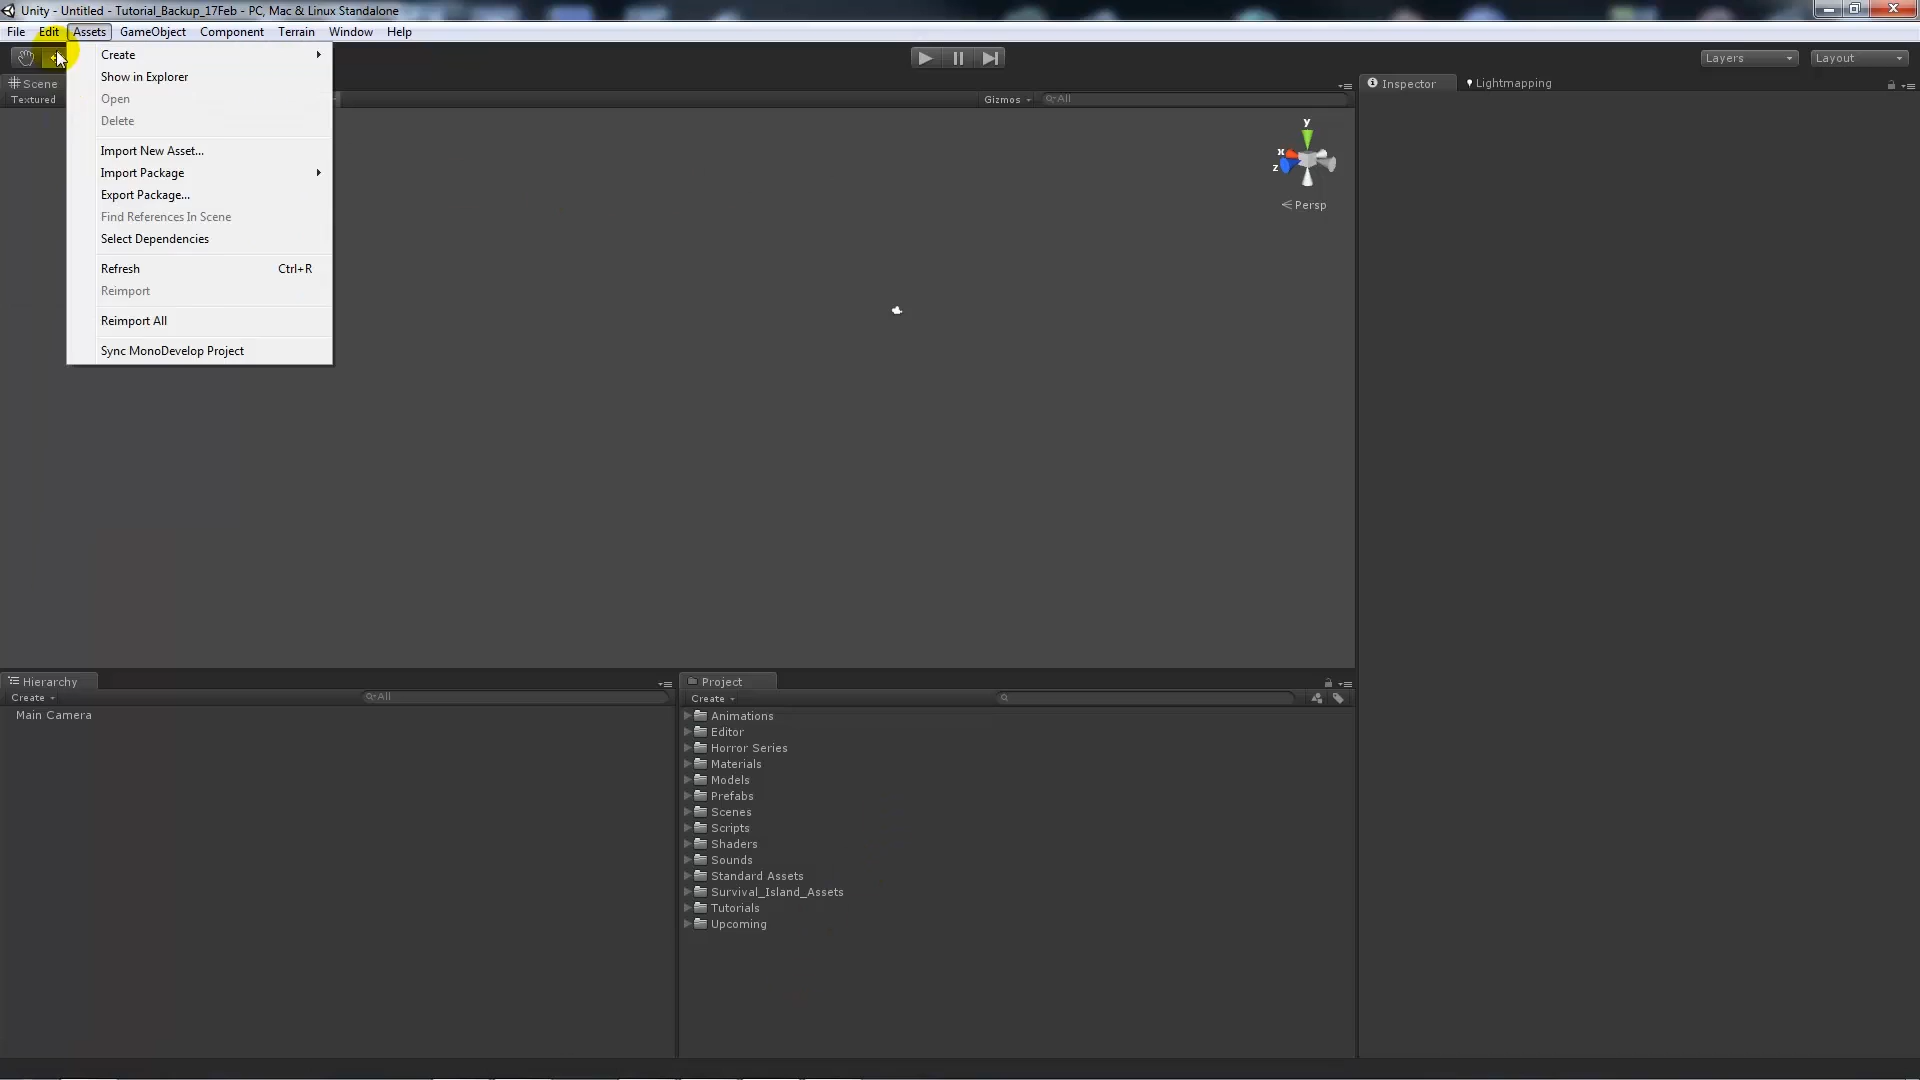 Unity - Untitled - Tutorial_Backup_17Feb - PC, Mac & Linux Standalone
File Edit Assets GameObject Component Terrain Window Help
Create
Show in Explorer
Open
Delete
Import New Asset...
Import Package
Export Package...
Find References In Scene
Select Dependencies
Refresh Ctrl+R
Reimport
Reimport All
Sync MonoDevelop Project
Layers Layout
Scene
Textured
Gizmos All
y
x
z
Persp
Inspector Lightmapping
Hierarchy
Create All
Main Camera
Project
Create
Animations
Editor
Horror Series
Materials
Models
Prefabs
Scenes
Scripts
Shaders
Sounds
Standard Assets
Survival_Island_Assets
Tutorials
Upcoming